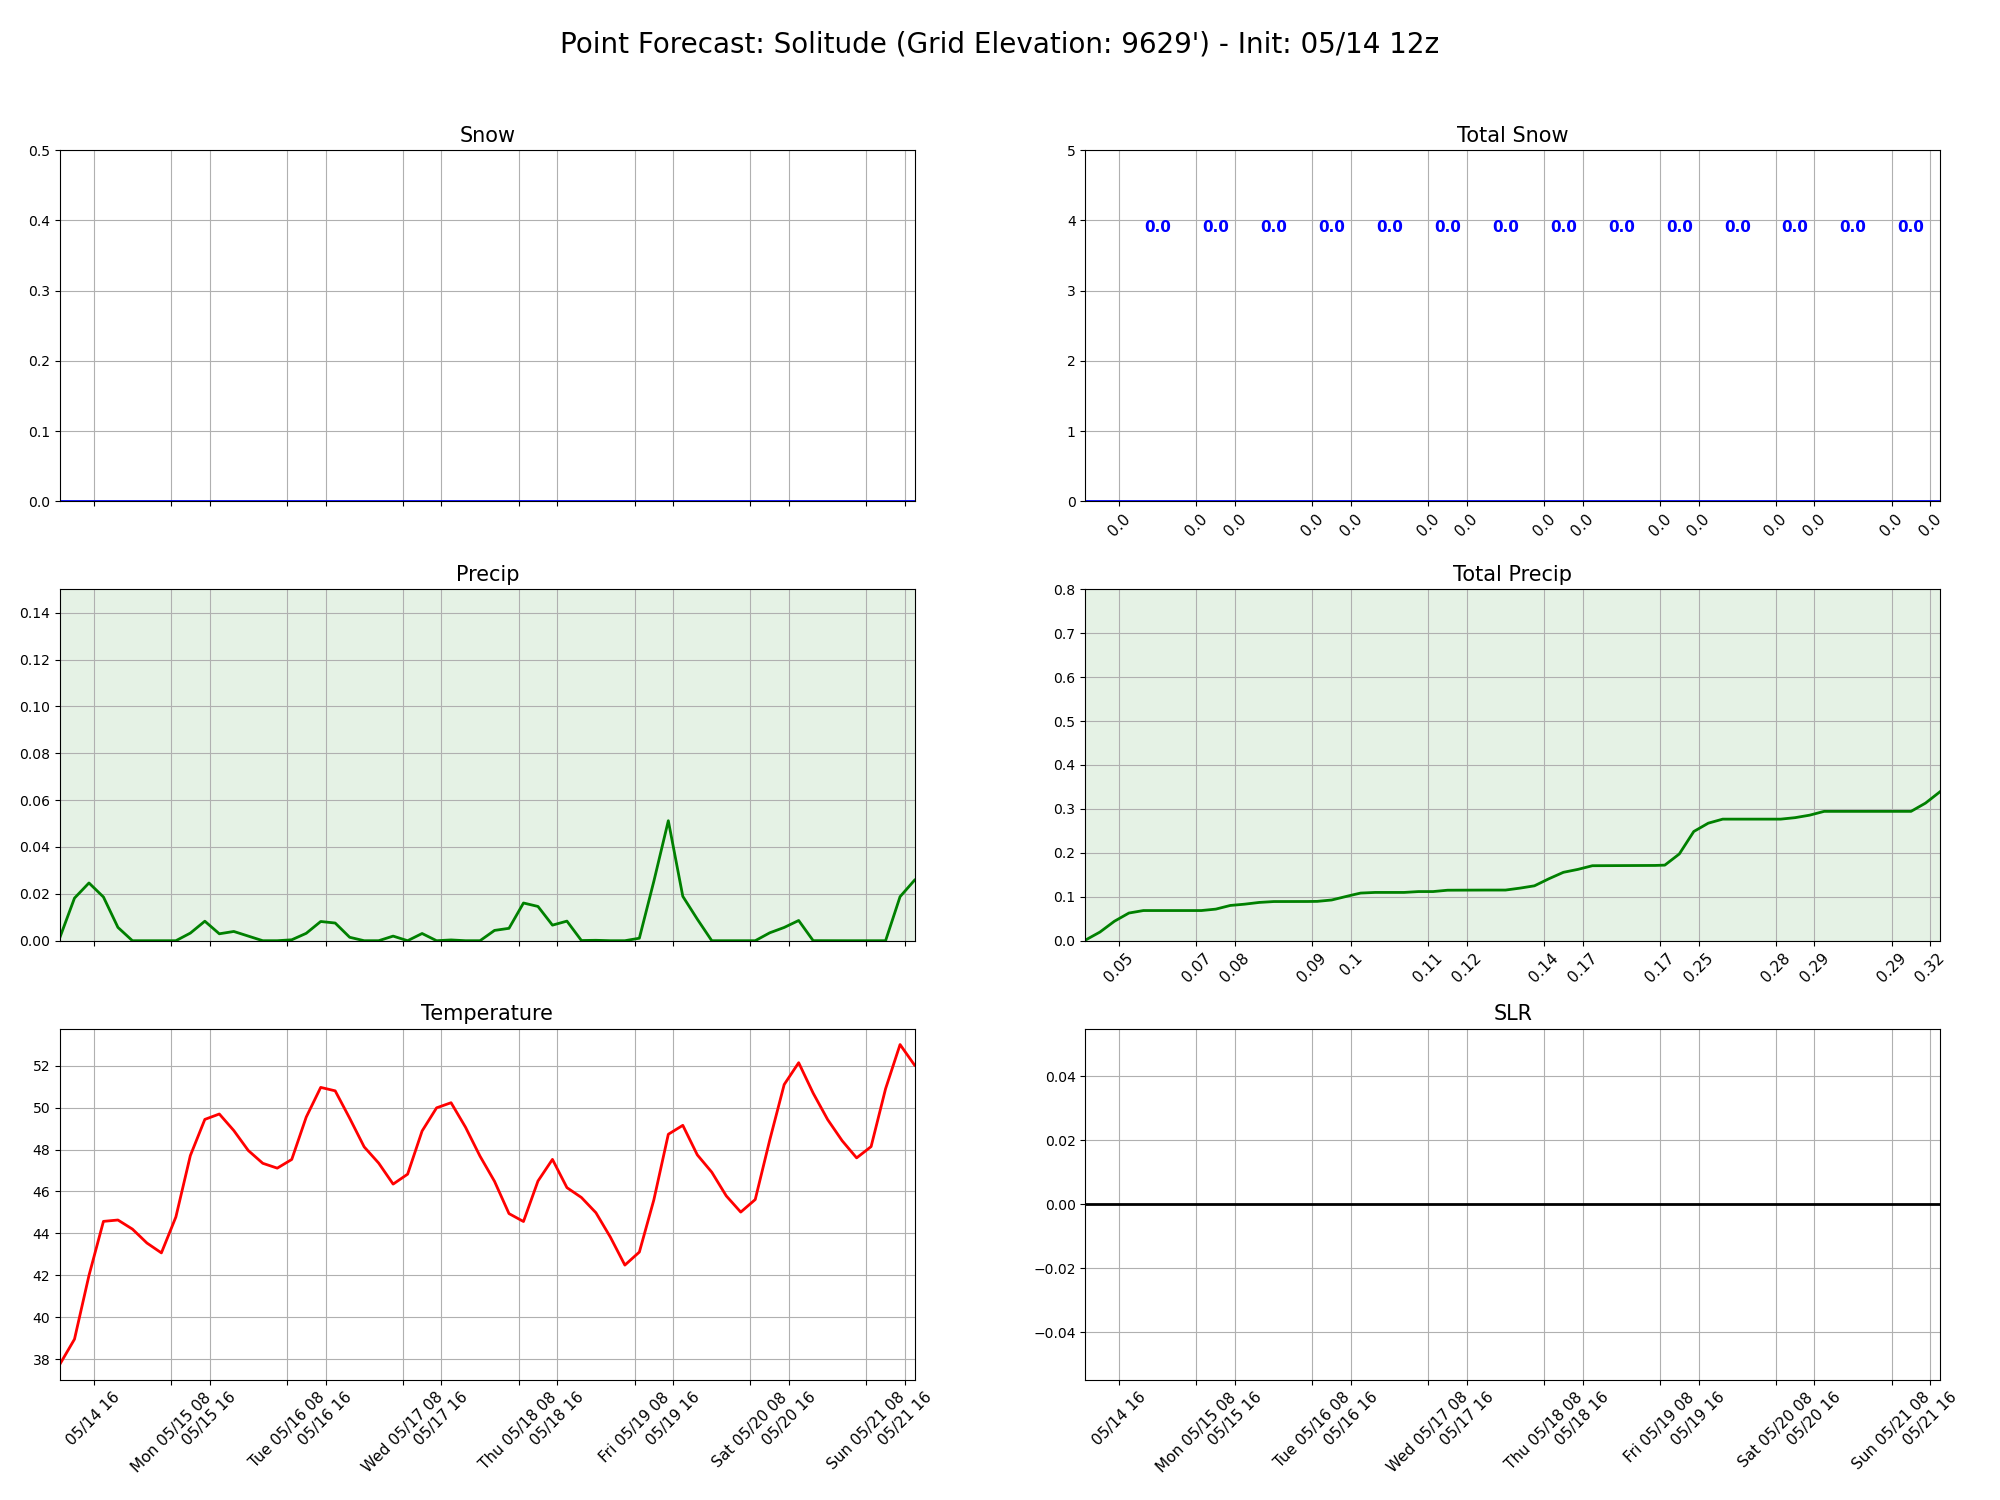 Point Forecast: Solitude (Grid Elevation: 9629') - Init: 05/14 12z
Snow
0.5
0.4
0.3
0.2
0.1
0.0
Total Snow
5
4
3
2
1
0
0.0 0.0 0.0 0.0 0.0 0.0 0.0 0.0 0.0 0.0 0.0 0.0 0.0 0.0
0.0 0.0 0.0 0.0 0.0 0.0 0.0 0.0 0.0 0.0 0.0 0.0 0.0 0.0 0.0
Precip
0.14
0.12
0.10
0.08
0.06
0.04
0.02
0.00
Total Precip
0.8
0.7
0.6
0.5
0.4
0.3
0.2
0.1
0.0
0.05 0.07 0.08 0.09 0.1 0.11 0.12 0.14 0.17 0.17 0.25 0.28 0.29 0.29 0.32
Temperature
52
50
48
46
44
42
40
38
05/14 16
Mon 05/15 08
05/15 16
Tue 05/16 08
05/16 16
Wed 05/17 08
05/17 16
Thu 05/18 08
05/18 16
Fri 05/19 08
05/19 16
Sat 05/20 08
05/20 16
Sun 05/21 08
05/21 16
SLR
0.04
0.02
0.00
−0.02
−0.04
05/14 16
Mon 05/15 08
05/15 16
Tue 05/16 08
05/16 16
Wed 05/17 08
05/17 16
Thu 05/18 08
05/18 16
Fri 05/19 08
05/19 16
Sat 05/20 08
05/20 16
Sun 05/21 08
05/21 16